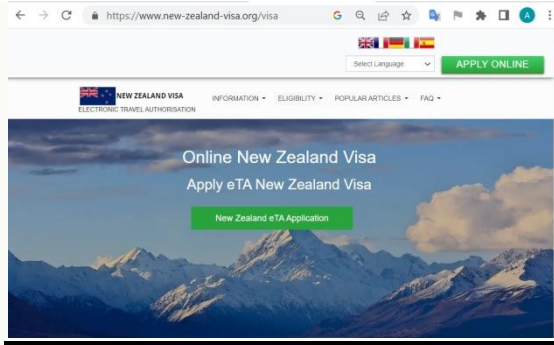 https://www.new-zealand-visa.org/visa
A
Select Language
APPLY ONLINE
NEW ZEALAND VISA
ELECTRONIC TRAVEL AUTHORISATION
INFORMATION
ELIGIBILITY
POPULAR ARTICLES
FAQ
Online New Zealand Visa
Apply eTA New Zealand Visa
New Zealand eTA Application